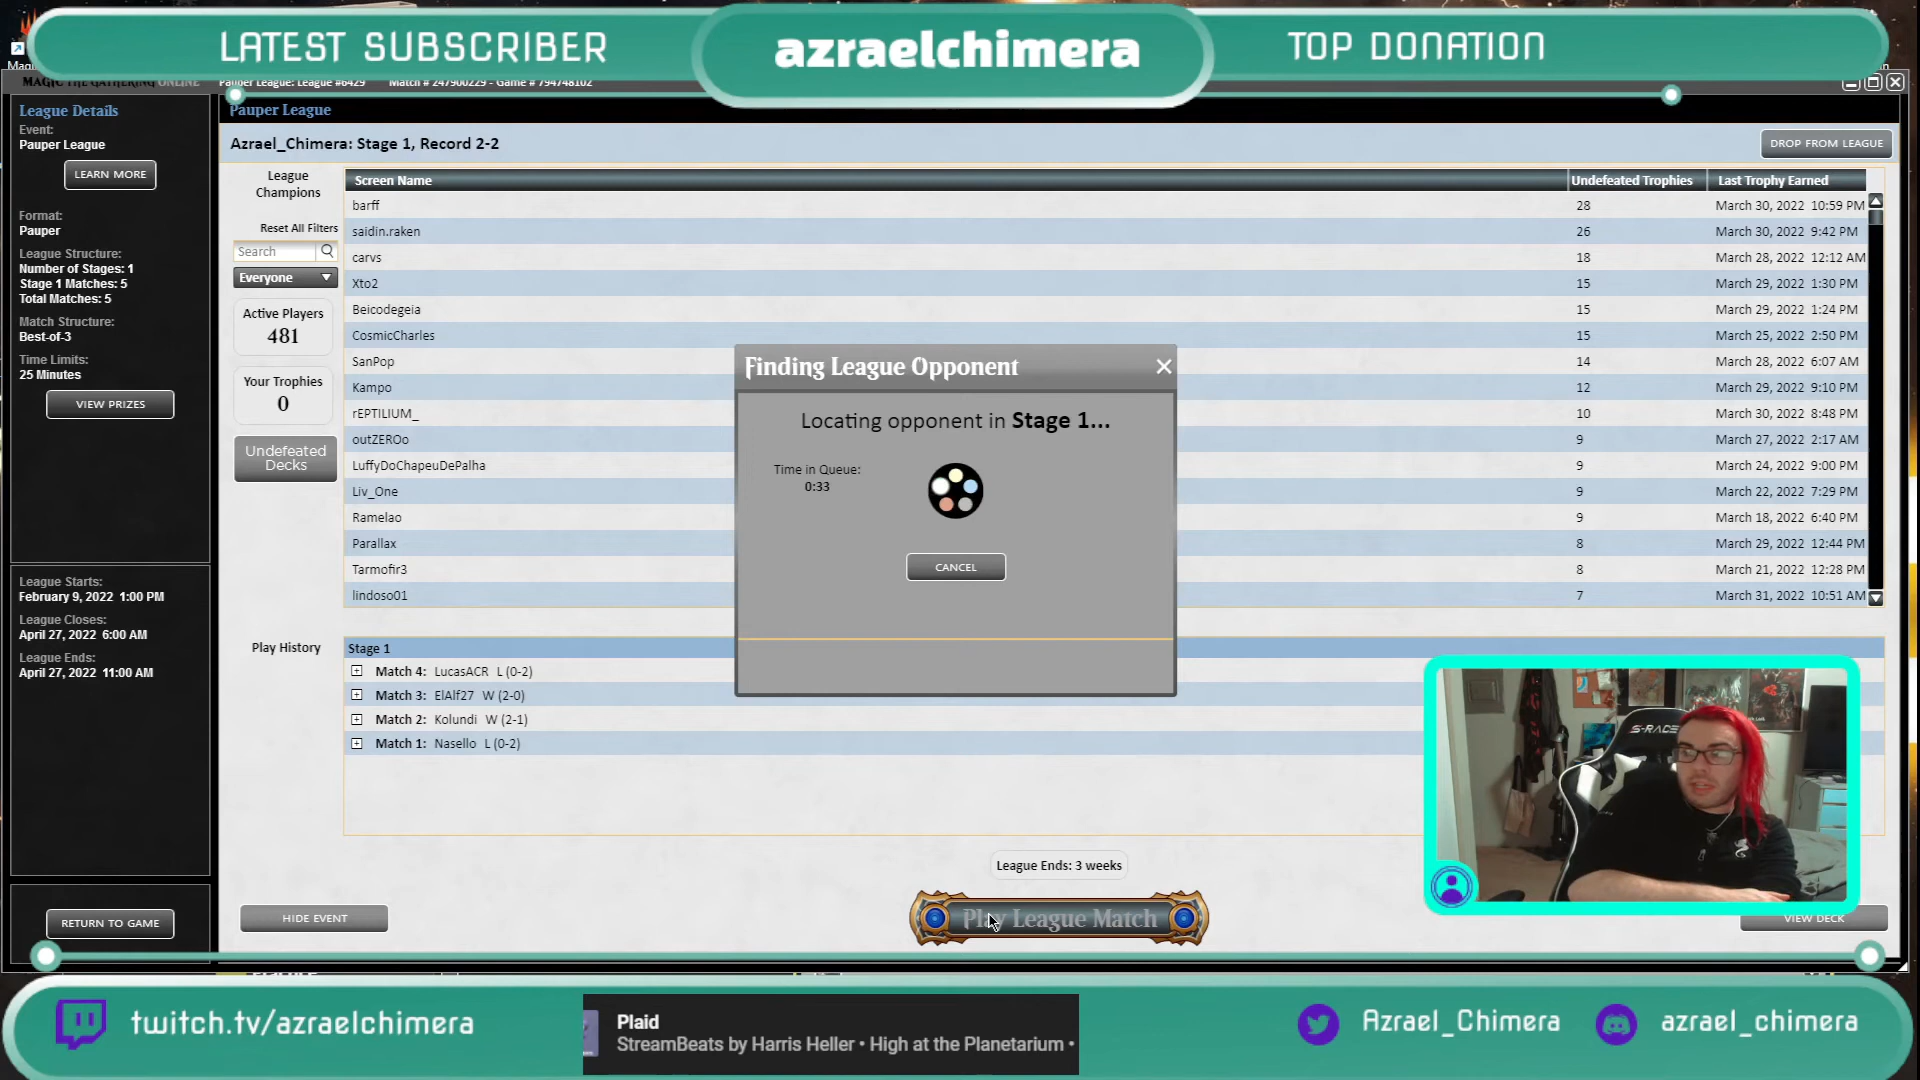 LATEST SUBSCRIBER
azraelchimera
TOP DONATION
MAGIC THE GATHERING ONLINE
Pauper League: League #6429
Match # 247900229 - Game # 794748102
League Details
Event:
Pauper League
LEARN MORE
Format:
Pauper
League Structure:
Number of Stages: 1
Stage 1 Matches: 5
Total Matches: 5
Match Structure:
Best-of-3
Time Limits:
25 Minutes
VIEW PRIZES
League Starts:
February 9, 2022 1:00 PM
League Closes:
April 27, 2022 6:00 AM
League Ends:
April 27, 2022 11:00 AM
RETURN TO GAME
Pauper League
Azrael_Chimera: Stage 1, Record 2-2
DROP FROM LEAGUE
League
Champions
Reset All Filters
Search
Everyone
Active Players
481
Your Trophies
0
Undefeated
Decks
Screen Name Undefeated Trophies Last Trophy Earned
barff 28 March 30, 2022 10:59 PM
saidin.raken 26 March 30, 2022 9:42 PM
carvs 18 March 28, 2022 12:12 AM
Xto2 15 March 29, 2022 1:30 PM
Beicodegeia 15 March 29, 2022 1:24 PM
CosmicCharles 15 March 25, 2022 2:50 PM
SanPop 14 March 28, 2022 6:07 AM
Kampo 12 March 29, 2022 9:10 PM
rEPTILIUM_ 10 March 30, 2022 8:48 PM
outZEROo 9 March 27, 2022 2:17 AM
LuffyDoChapeuDePalha 9 March 24, 2022 9:00 PM
Liv_One 9 March 22, 2022 7:29 PM
Ramelao 9 March 18, 2022 6:40 PM
Parallax 8 March 29, 2022 12:44 PM
Tarmofir3 8 March 21, 2022 12:28 PM
lindoso01 7 March 31, 2022 10:51 AM
Finding League Opponent
Locating opponent in Stage 1...
Time in Queue:
0:33
CANCEL
Play History
Stage 1
Match 4: LucasACR L (0-2)
Match 3: ElAlf27 W (2-0)
Match 2: Kolundi W (2-1)
Match 1: Nasello L (0-2)
S-RACE
League Ends: 3 weeks
HIDE EVENT
Play League Match
VIEW DECK
twitch.tv/azraelchimera
Plaid
StreamBeats by Harris Heller • High at the Planetarium •
Azrael_Chimera
azrael_chimera